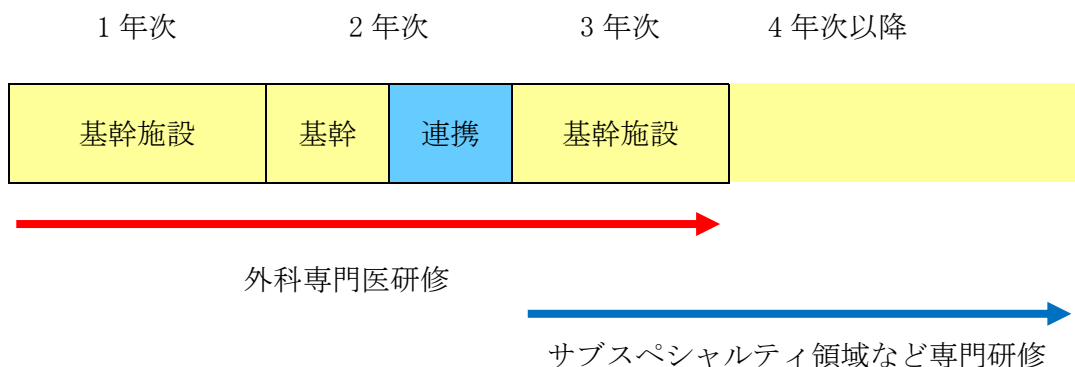 1 年次 2 年次 3 年次 4 年次以降
基幹施設 基幹 連携 基幹施設
外科専門医研修
サブスペシャルティ領域など専門研修